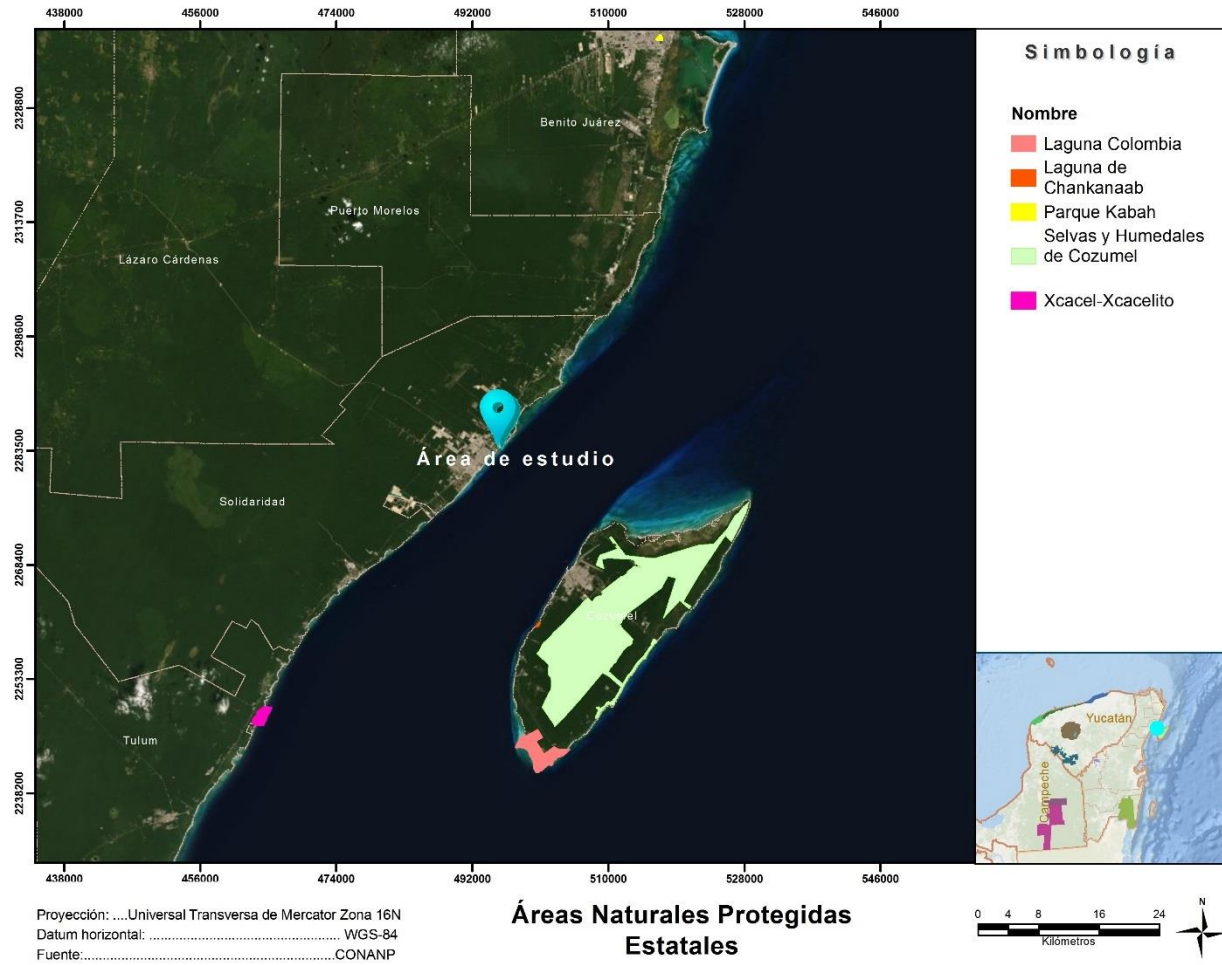 438000 456000 474000 492000 510000 528000 546000
Simbología
Nombre
Laguna Colombia
Laguna de
Chankanaab
Parque Kabah
Selvas y Humedales
de Cozumel
Xcacel-Xcacelito
2328800
2313700
2298600
2283500
2268400
2253300
2238200
Benito Juárez
Puerto Morelos
Lázaro Cárdenas
Área de estudio
Solidaridad
Cozumel
Tulum
Yucatán
Campeche
438000 456000 474000 492000 510000 528000 546000
Proyección: ....Universal Transversa de Mercator Zona 16N
Datum horizontal: ................................................ WGS-84
Fuente:..............................................................CONANP
Áreas Naturales Protegidas
Estatales
0 4 8 16 24
Kilómetros
N